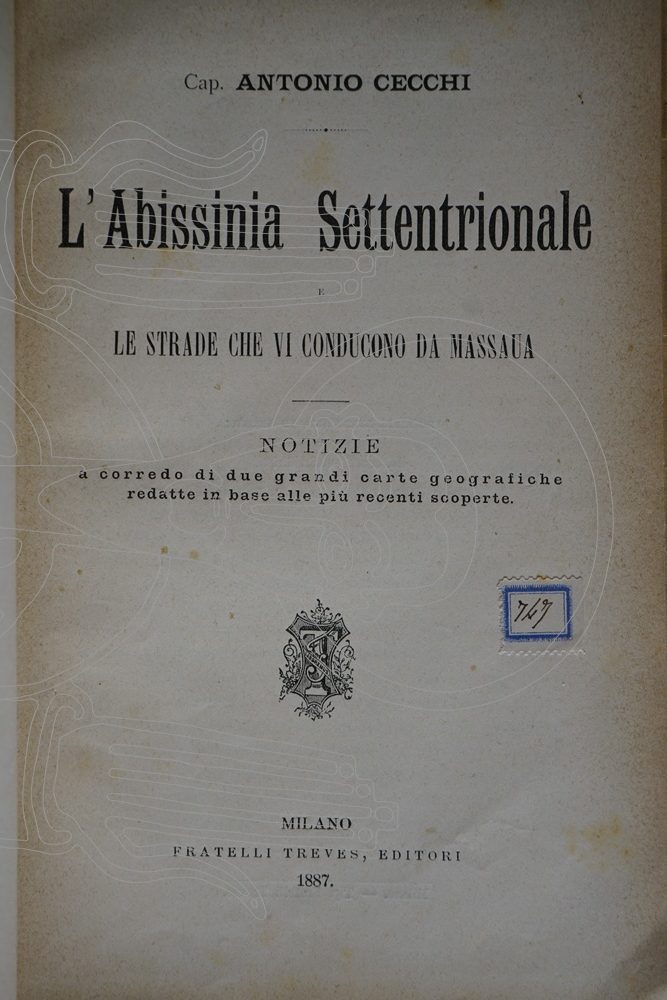 Cap. ANTONIO CECCHI
L'Abissinia Settentrionale
E
LE STRADE CHE VI CONDUCONO DA MASSAUA
NOTIZIE
a corredo di due grandi carte geografiche
redatte in base alle più recenti scoperte.
767
MILANO
FRATELLI TREVES, EDITORI
1887.